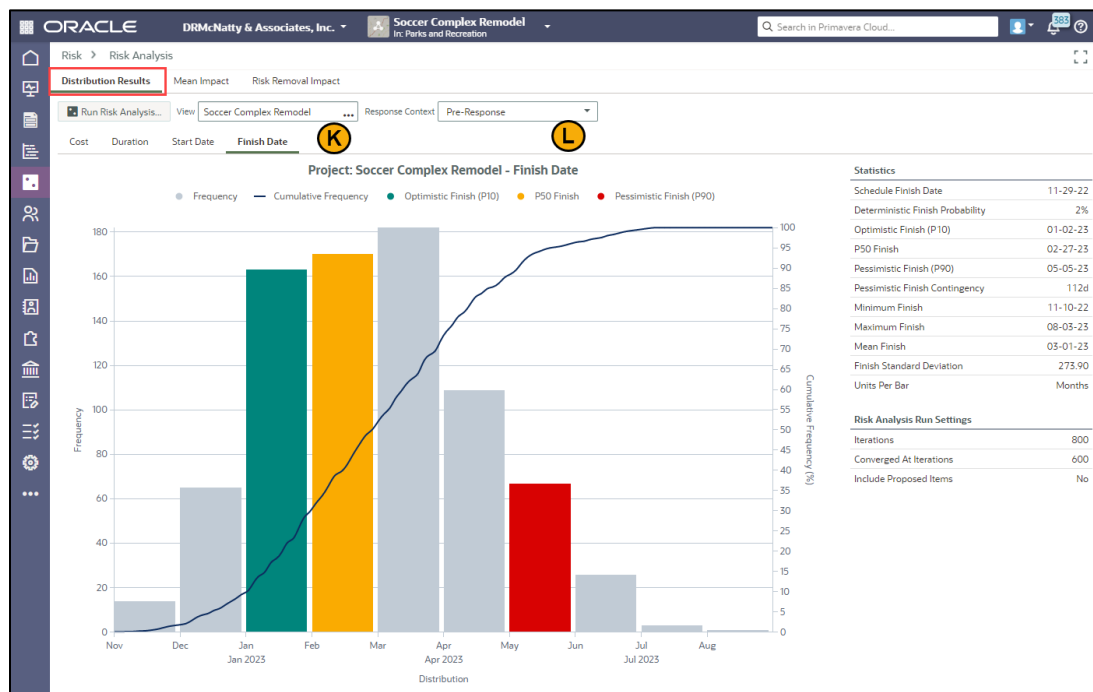 ORACLE DRMcNatty & Associates, Inc. Soccer Complex Remodel Search in Primavera Cloud... 383
In: Parks and Recreation
Risk > Risk Analysis
Distribution Results Mean Impact Risk Removal Impact
Run Risk Analysis... View Soccer Complex Remodel ... Response Context Pre-Response
K L
Cost Duration Start Date Finish Date
Project: Soccer Complex Remodel - Finish Date
Frequency Cumulative Frequency Optimistic Finish (P10) P50 Finish Pessimistic Finish (P90)
180
160
140
120
100
80
60
40
20
0
Frequency
100
95
90
85
80
75
70
65
60
55
50
45
40
35
30
25
20
15
10
5
0
Cumulative Frequency (%)
Nov Dec Jan Feb Mar Apr May Jun Jul Aug
Jan 2023 Apr 2023 Jul 2023
Distribution
Statistics
Schedule Finish Date 11-29-22
Deterministic Finish Probability 2%
Optimistic Finish (P10) 01-02-23
P50 Finish 02-27-23
Pessimistic Finish (P90) 05-05-23
Pessimistic Finish Contingency 112d
Minimum Finish 11-10-22
Maximum Finish 08-03-23
Mean Finish 03-01-23
Finish Standard Deviation 273.90
Units Per Bar Months
Risk Analysis Run Settings
Iterations 800
Converged At Iterations 600
Include Proposed Items No